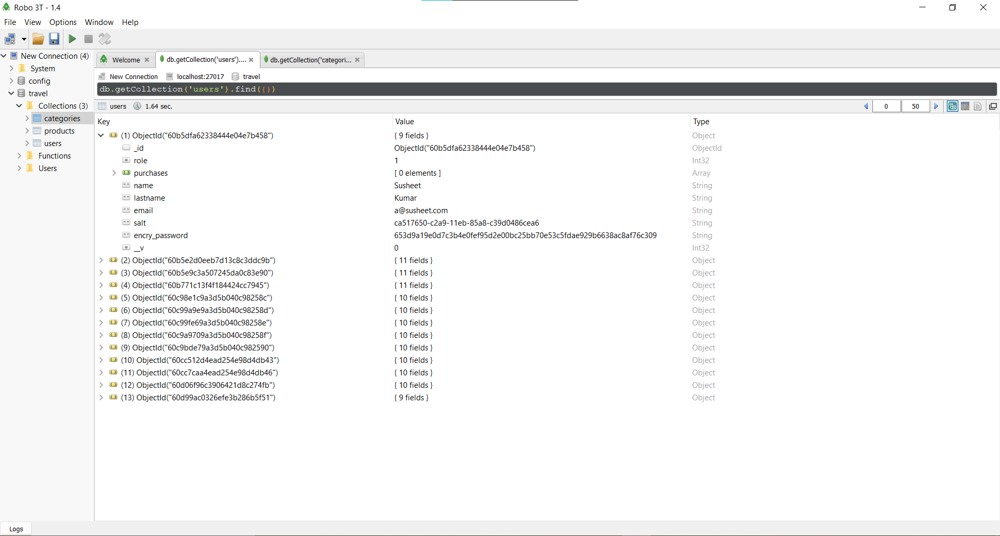 Robo 3T - 1.4
File View Options Window Help
New Connection (4)
System
config
travel
Collections (3)
categories
products
users
Functions
Users
Welcome
db.getCollection('users')....
db.getCollection('categori...
New Connection localhost:27017 travel
db.getCollection('users').find({})
users 1.64 sec. 0 50
Key Value Type
(1) ObjectId("60b5dfa62338444e04e7b458") { 9 fields } Object
_id ObjectId("60b5dfa62338444e04e7b458") ObjectId
role 1 Int32
purchases [ 0 elements ] Array
name Susheet String
lastname Kumar String
email a@susheet.com String
salt ca517650-c2a9-11eb-85a8-c39d0486cea6 String
encry_password 653d9a19e0d7c3b4e0fef95d2e00bc25bb70e53c5fdae929b6638ac8af76c309 String
__v 0 Int32
(2) ObjectId("60b5e2d0eeb7d13c8c3ddc9b") { 11 fields } Object
(3) ObjectId("60b5e9c3a507245da0c83e90") { 11 fields } Object
(4) ObjectId("60b771c13f4f184424cc7945") { 11 fields } Object
(5) ObjectId("60c98e1c9a3d5b040c98258c") { 10 fields } Object
(6) ObjectId("60c99a9e9a3d5b040c98258d") { 10 fields } Object
(7) ObjectId("60c99fe69a3d5b040c98258e") { 10 fields } Object
(8) ObjectId("60c9a9709a3d5b040c98258f") { 10 fields } Object
(9) ObjectId("60c9bde79a3d5b040c982590") { 10 fields } Object
(10) ObjectId("60cc512d4ead254e98d4db43") { 10 fields } Object
(11) ObjectId("60cc7caa4ead254e98d4db46") { 10 fields } Object
(12) ObjectId("60d06f96c3906421d8c274fb") { 10 fields } Object
(13) ObjectId("60d99ac0326efe3b286b5f51") { 9 fields } Object
Logs